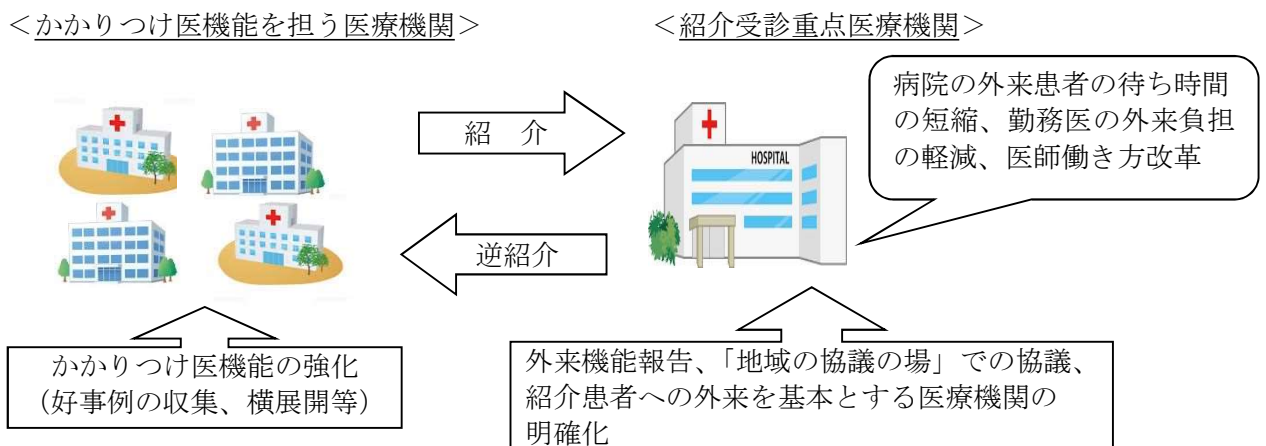 ＜かかりつけ医機能を担う医療機関＞
＜紹介受診重点医療機関＞
病院の外来患者の待ち時間
の短縮、勤務医の外来負担
の軽減、医師働き方改革
紹　介
HOSPITAL
逆紹介
かかりつけ医機能の強化
（好事例の収集、横展開等）
外来機能報告、「地域の協議の場」での協議、
紹介患者への外来を基本とする医療機関の
明確化